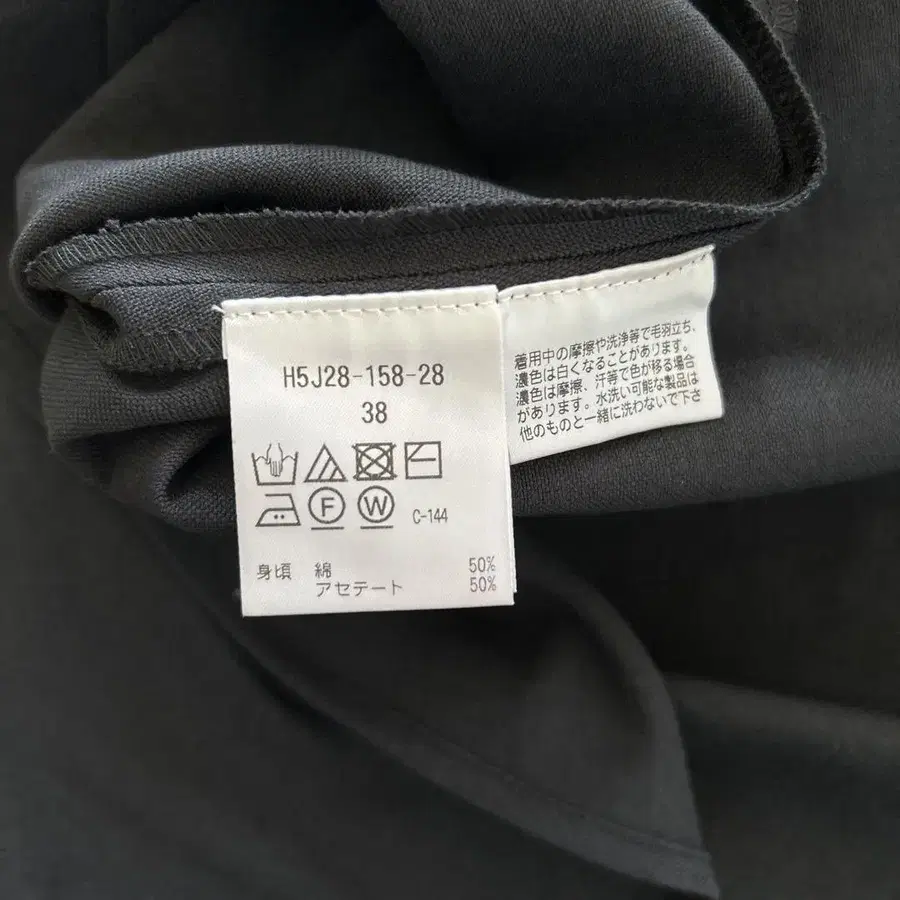 H5J28-158-28
38
F W C-144
身頃 綿 50%
アセテート 50%
着用中の摩擦や洗浄等で毛羽立ち、
濃色は白くなることがあります。
濃色は摩擦、汗等で色が移る場合
があります。水洗い可能な製品は
他のものと一緒に洗わないで下さ